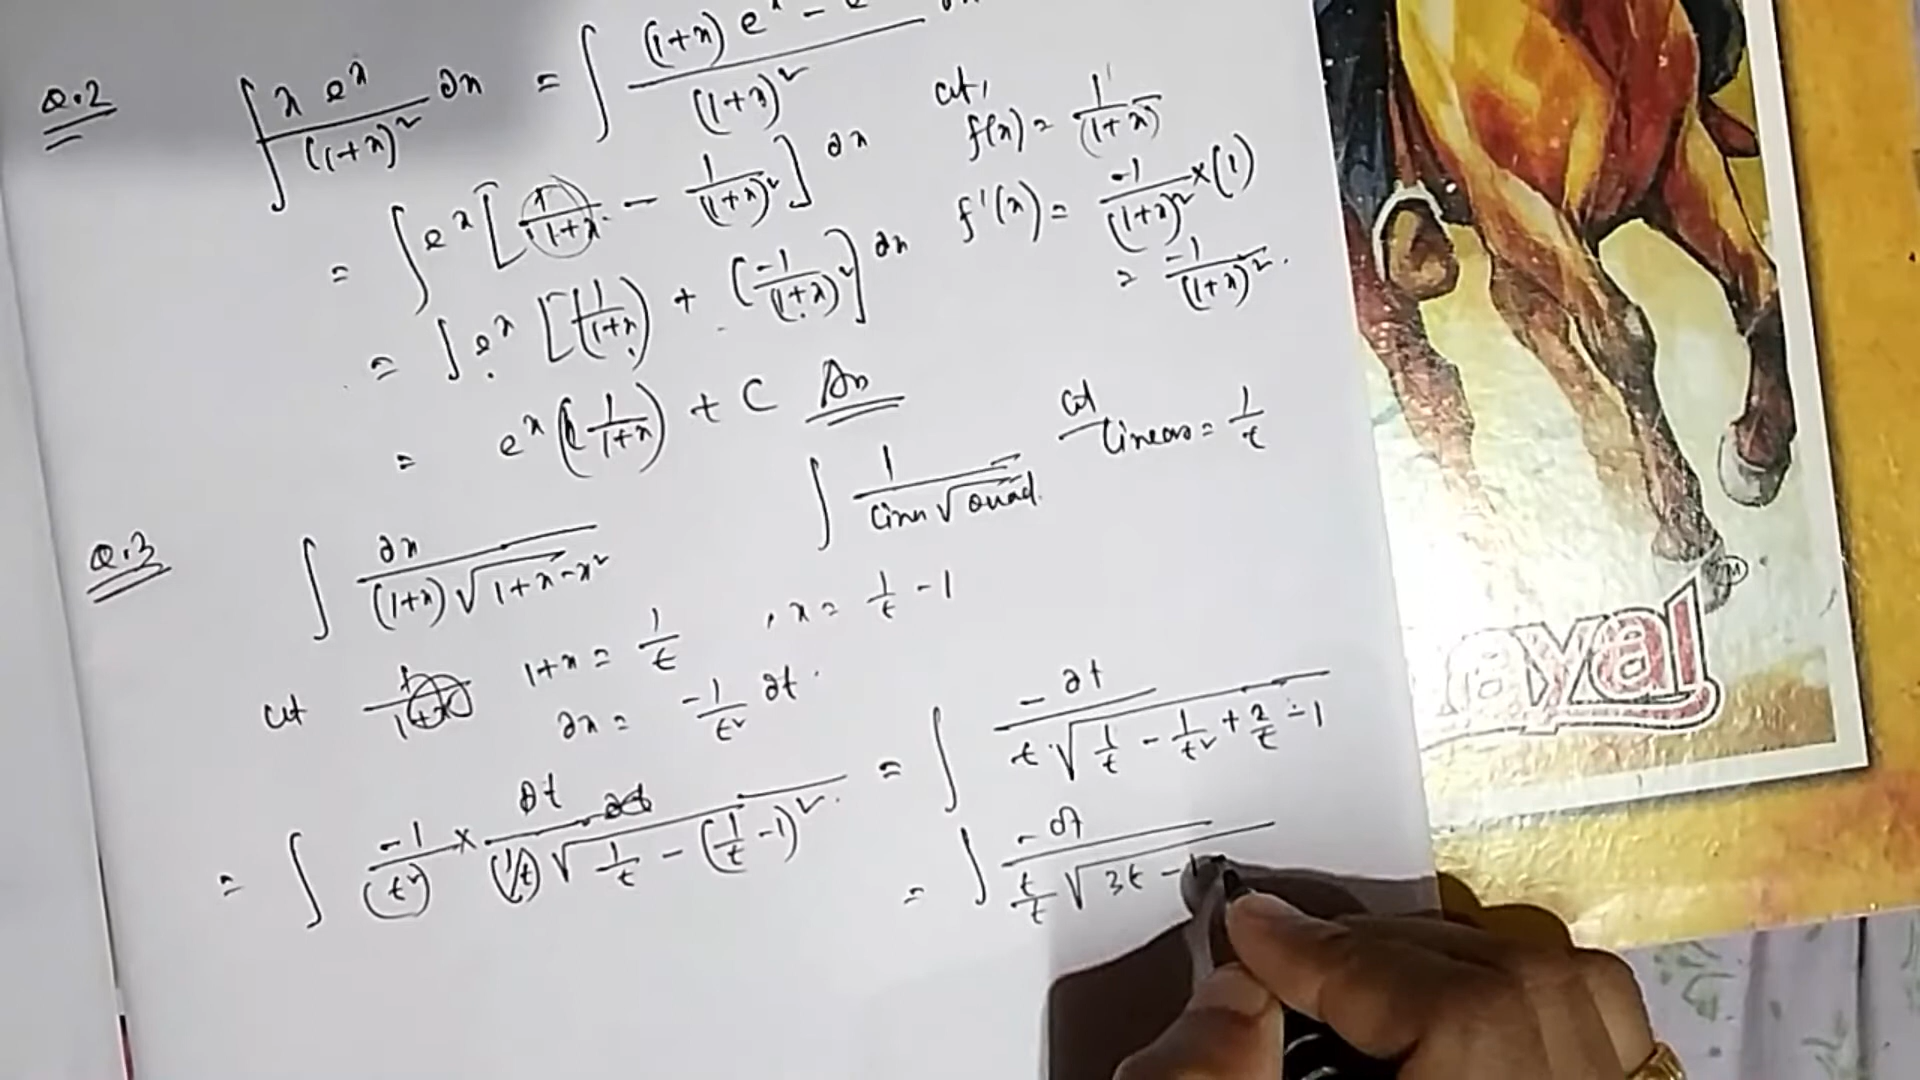 Q.2 ∫ x e^x / (1+x)² dx = ∫ (1+x) e^x - e / (1+x)²
= ∫ e^x [ 1/(1+x) - 1/(1+x)² ] dx
let, f(x) = 1/(1+x)
f'(x) = -1/(1+x)² × (1)
= -1/(1+x)².
= ∫ e^x [ (1/(1+x)) + (-1/(1+x)²) ] dx
= e^x (1/(1+x)) + C Ans
∫ 1 / Linn √Quad.
let Linear = 1/t
Q.3 ∫ dx / (1+x) √1+x-x²
let 1+x = 1/t , x = 1/t - 1
dx = -1/t² dt.
= ∫ -1/(t²) × dt / (1/t) √1/t - (1/t - 1)²
= ∫ -dt / t √1/t - 1/t² + 2/t - 1
= ∫ -dt / t/t √3t - 1
ayal